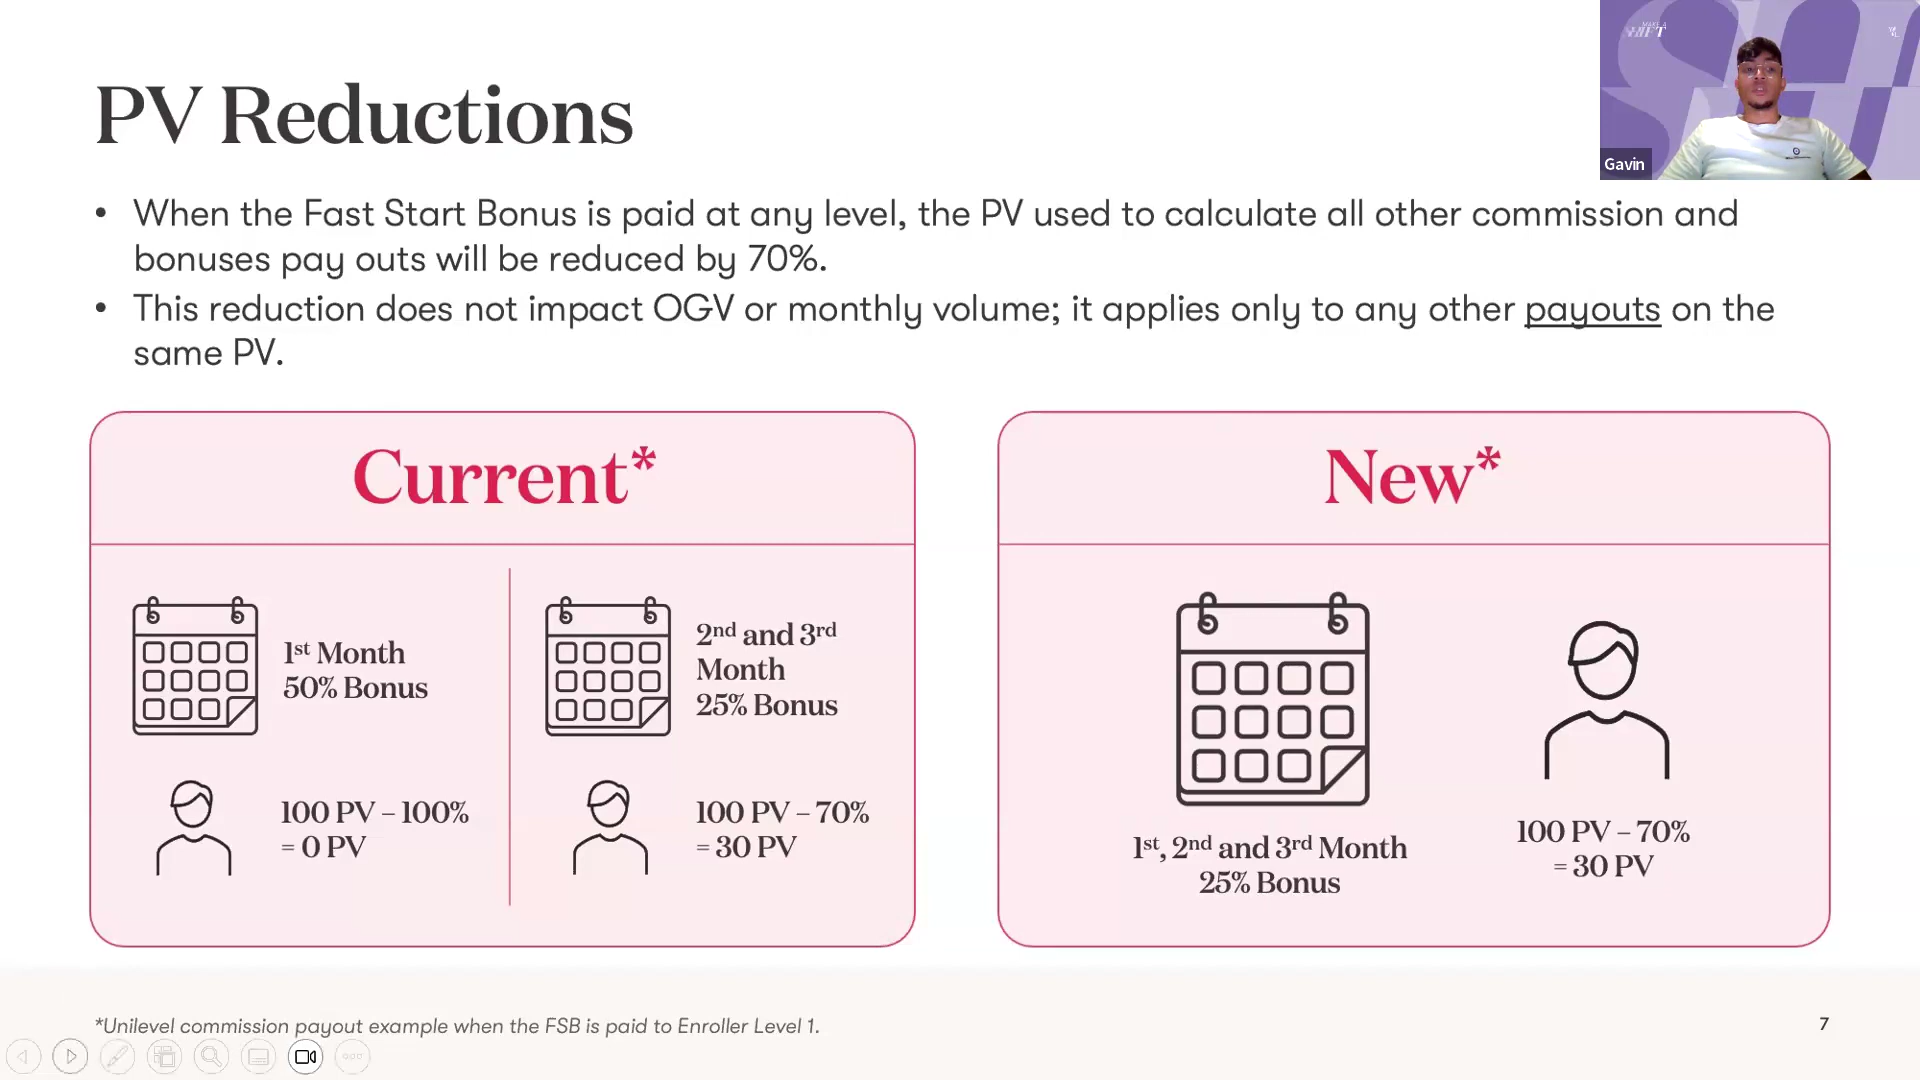 MAKE A
SHIFT
Gavin
PV Reductions
• When the Fast Start Bonus is paid at any level, the PV used to calculate all other commission and
bonuses pay outs will be reduced by 70%.
• This reduction does not impact OGV or monthly volume; it applies only to any other payouts on the
same PV.
Current*
1st Month
50% Bonus
100 PV – 100%
= 0 PV
2nd and 3rd
Month
25% Bonus
100 PV – 70%
= 30 PV
New*
1st, 2nd and 3rd Month
25% Bonus
100 PV – 70%
= 30 PV
*Unilevel commission payout example when the FSB is paid to Enroller Level 1.
7